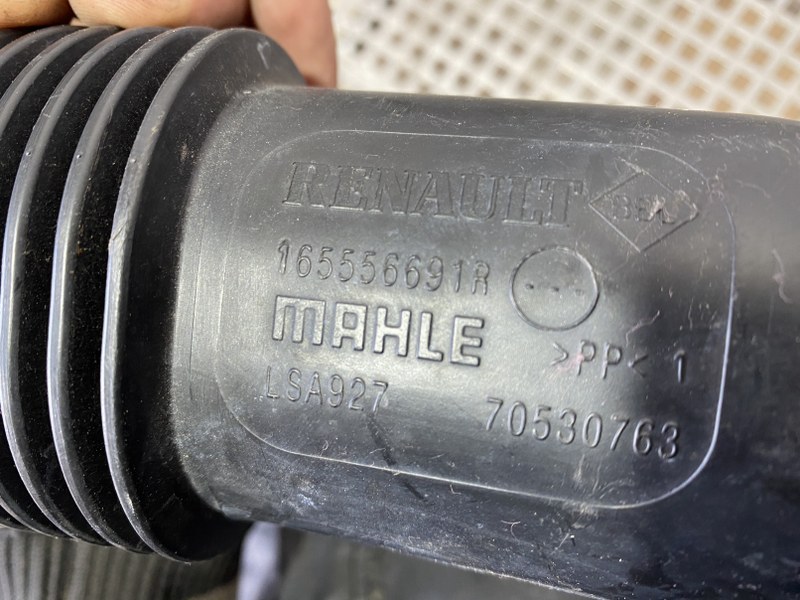 RENAULT
165556691R
MAHLE
>PP< 1
LSA927
70530763